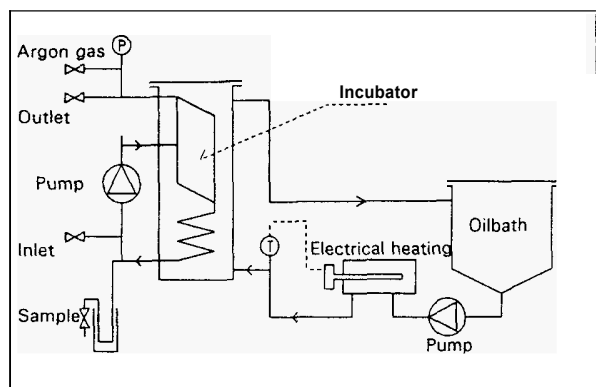 P
Argon gas
Outlet
Incubator
Pump
Oilbath
Inlet
T
Electrical heating
Sample
Pump